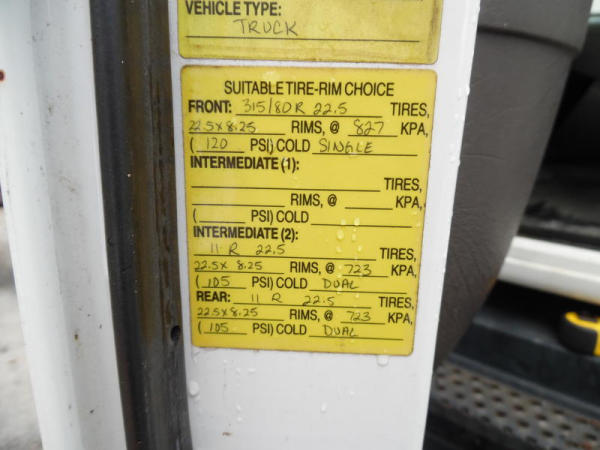 VEHICLE TYPE:
TRUCK
SUITABLE TIRE-RIM CHOICE
FRONT: 315/80R 22.5 TIRES,
22.5x8.25 RIMS, @ 827 KPA,
(120 PSI) COLD SINGLE
INTERMEDIATE (1):
TIRES,
RIMS, @ KPA,
( PSI) COLD
INTERMEDIATE (2):
11 R 22.5 TIRES,
22.5x 8.25 RIMS, @ 723 KPA,
(105 PSI) COLD DUAL
REAR: 11 R 22.5 TIRES,
22.5x8.25 RIMS, @ 723 KPA,
(105 PSI) COLD DUAL